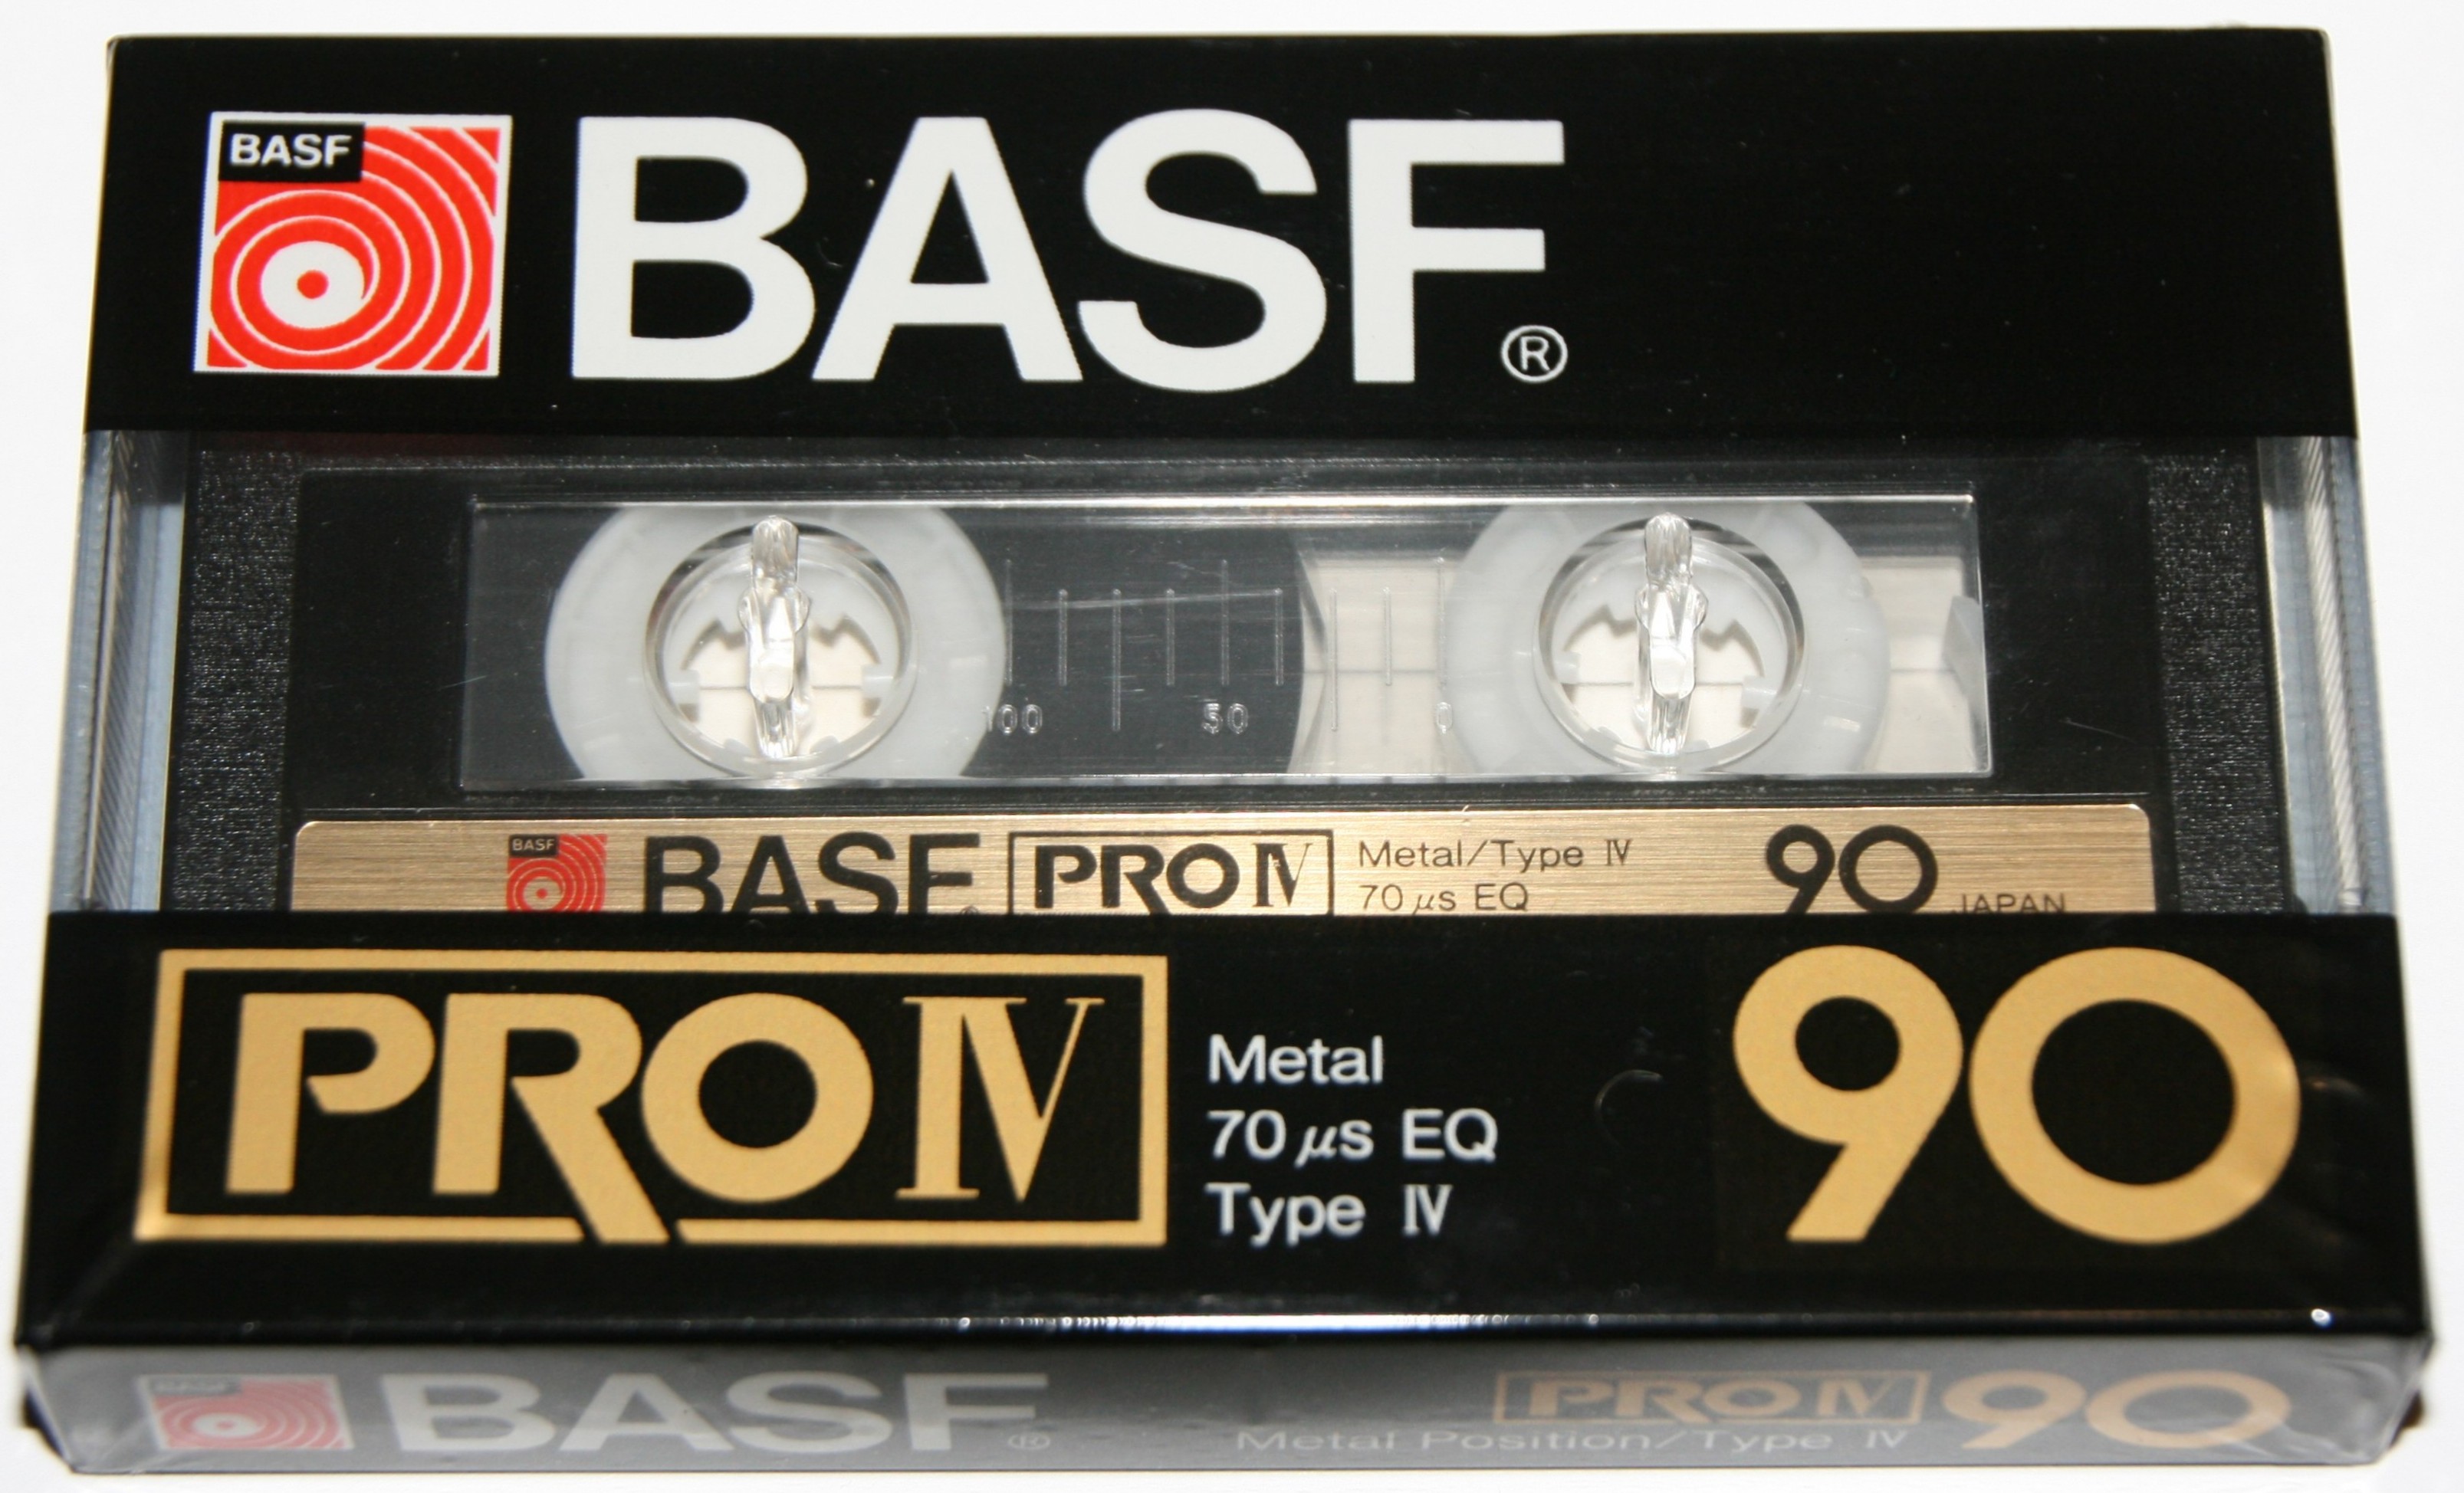 BASF
BASF®
100 50 0
BASF
BASF® PRO IV Metal/Type IV 90 JAPAN
70 µs EQ
PRO IV
Metal
70 µs EQ
Type IV
90
BASF
BASF® PRO IV 90
Metal Position/Type IV